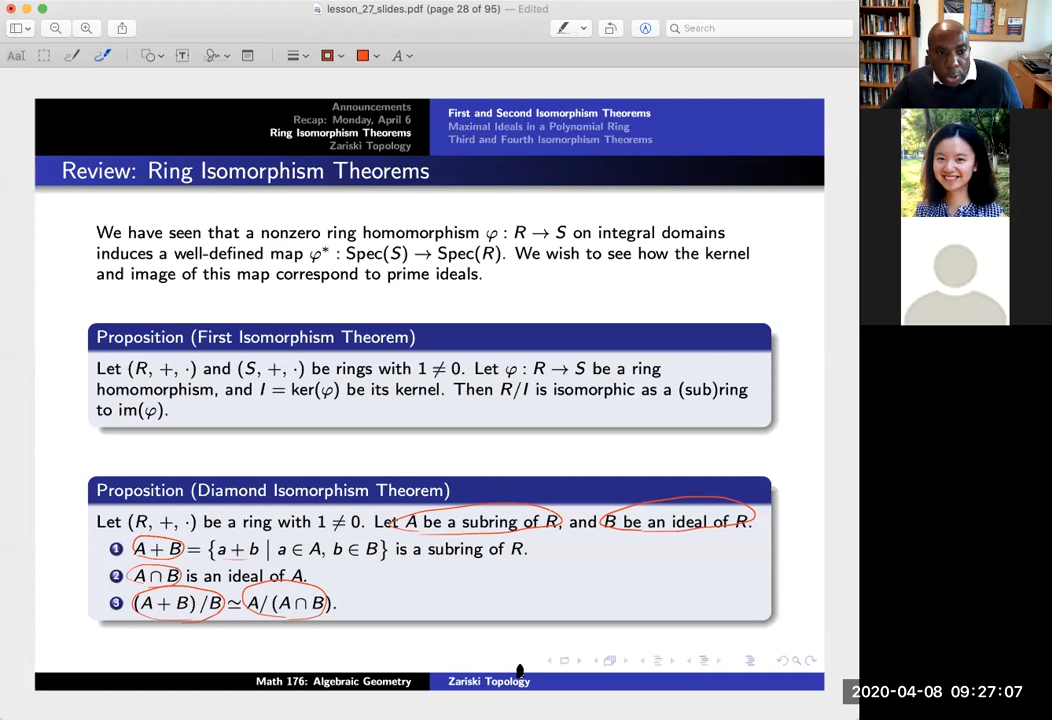 lesson_27_slides.pdf (page 28 of 95) — Edited
Search
Announcements
Recap: Monday, April 6
Ring Isomorphism Theorems
Zariski Topology
First and Second Isomorphism Theorems
Maximal Ideals in a Polynomial Ring
Third and Fourth Isomorphism Theorems
Review: Ring Isomorphism Theorems
We have seen that a nonzero ring homomorphism φ : R → S on integral domains
induces a well-defined map φ* : Spec(S) → Spec(R). We wish to see how the kernel
and image of this map correspond to prime ideals.
Proposition (First Isomorphism Theorem)
Let (R, +, ·) and (S, +, ·) be rings with 1 ≠ 0. Let φ : R → S be a ring
homomorphism, and I = ker(φ) be its kernel. Then R/I is isomorphic as a (sub)ring
to im(φ).
Proposition (Diamond Isomorphism Theorem)
Let (R, +, ·) be a ring with 1 ≠ 0. Let A be a subring of R, and B be an ideal of R.
1 A + B = {a + b | a ∈ A, b ∈ B} is a subring of R.
2 A ∩ B is an ideal of A.
3 (A + B)/B ≃ A/(A ∩ B).
Math 176: Algebraic Geometry
Zariski Topology
2020-04-08 09:27:07